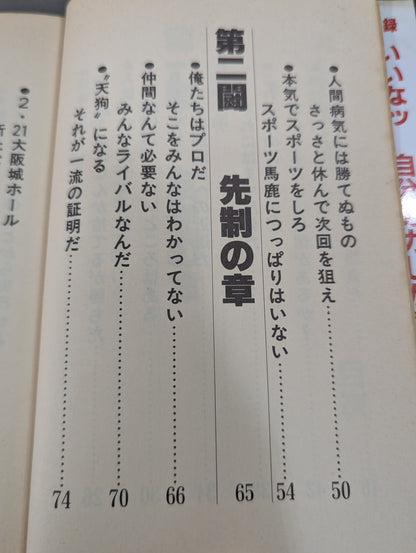 ●人間病気には勝てぬもの
さっさと休んで次回を狙え…………50
●本気でスポーツをしろ
スポーツ馬鹿につっぱりはいない……54
第二闘 先制の章 65
●俺たちはプロだ
そこをみんなはわかってない…………66
●仲間なんて必要ない
みんなライバルなんだ…………70
●〝天狗〟になる
それが一流の証明だ…………74
●2・21大阪城ホール
いいなッ
自分